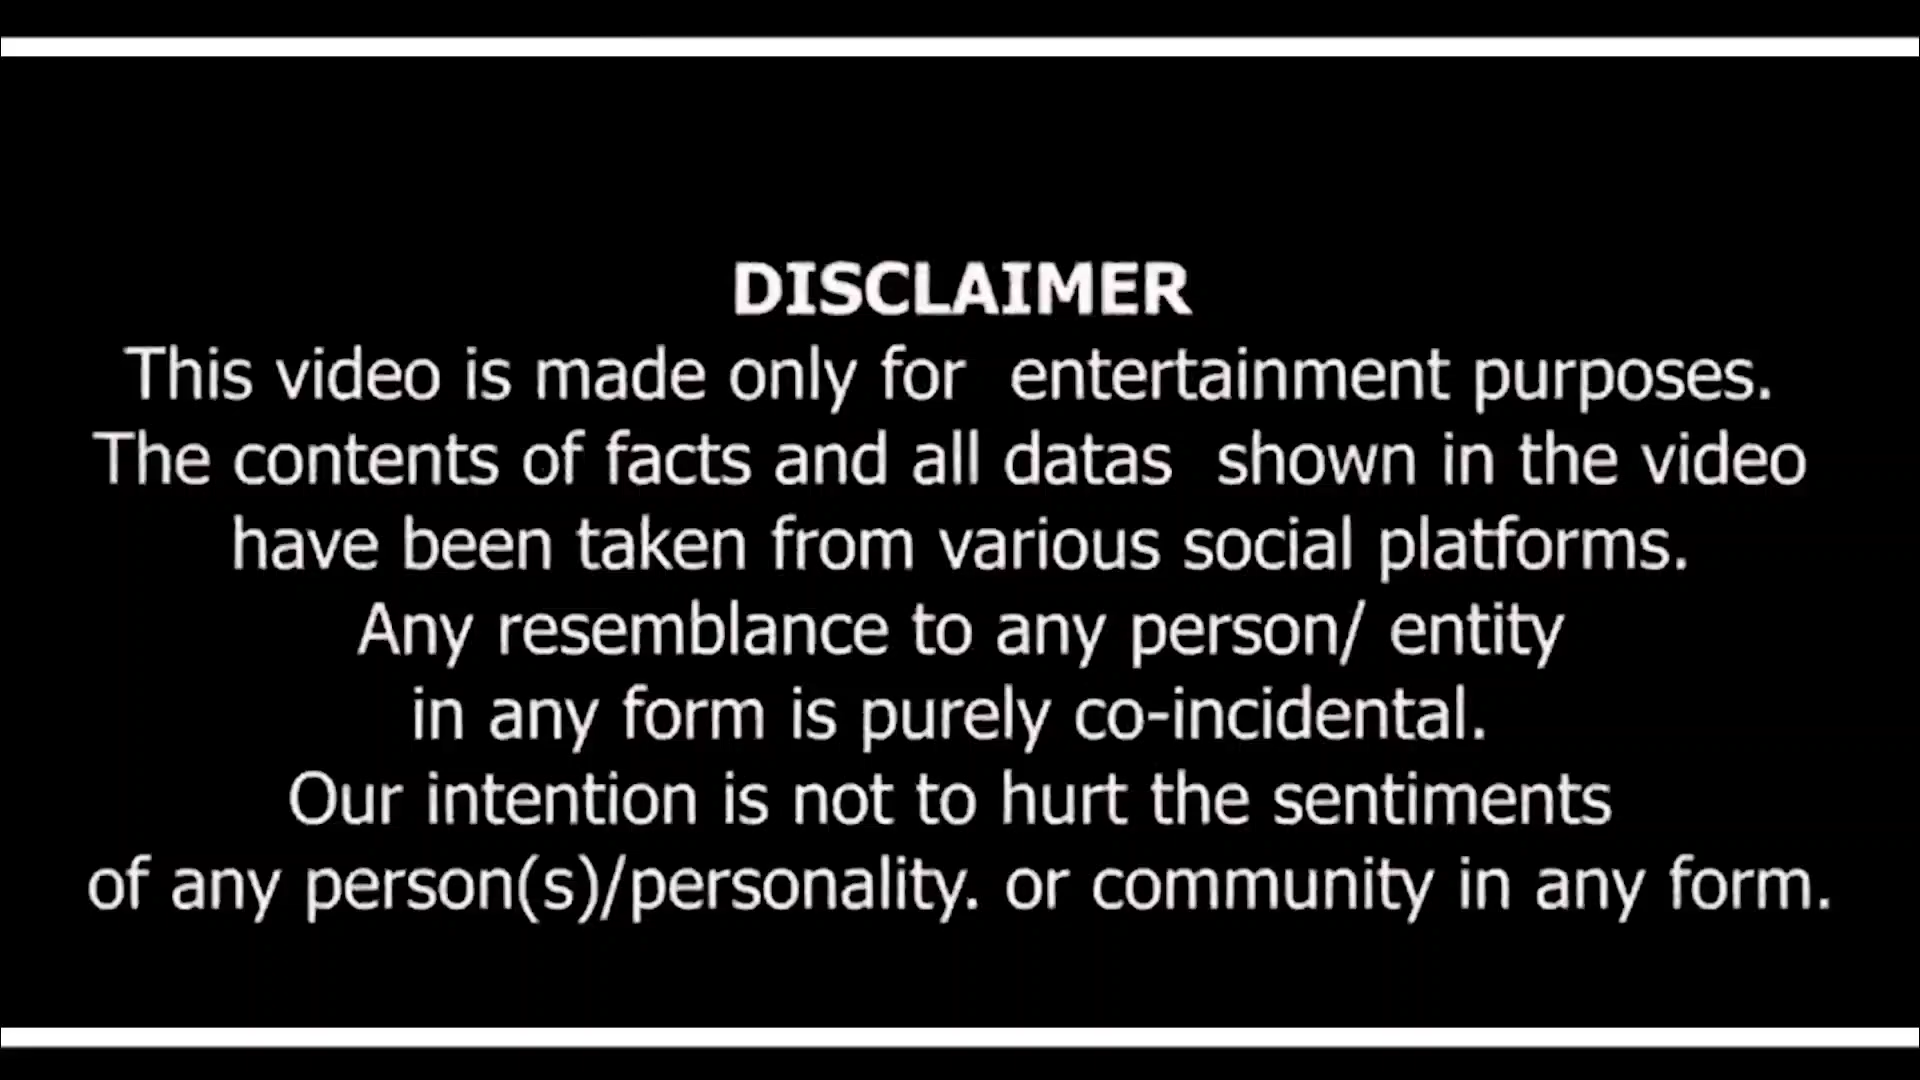 DISCLAIMER
This video is made only for entertainment purposes.
The contents of facts and all datas shown in the video
have been taken from various social platforms.
Any resemblance to any person/ entity
in any form is purely co-incidental.
Our intention is not to hurt the sentiments
of any person(s)/personality. or community in any form.